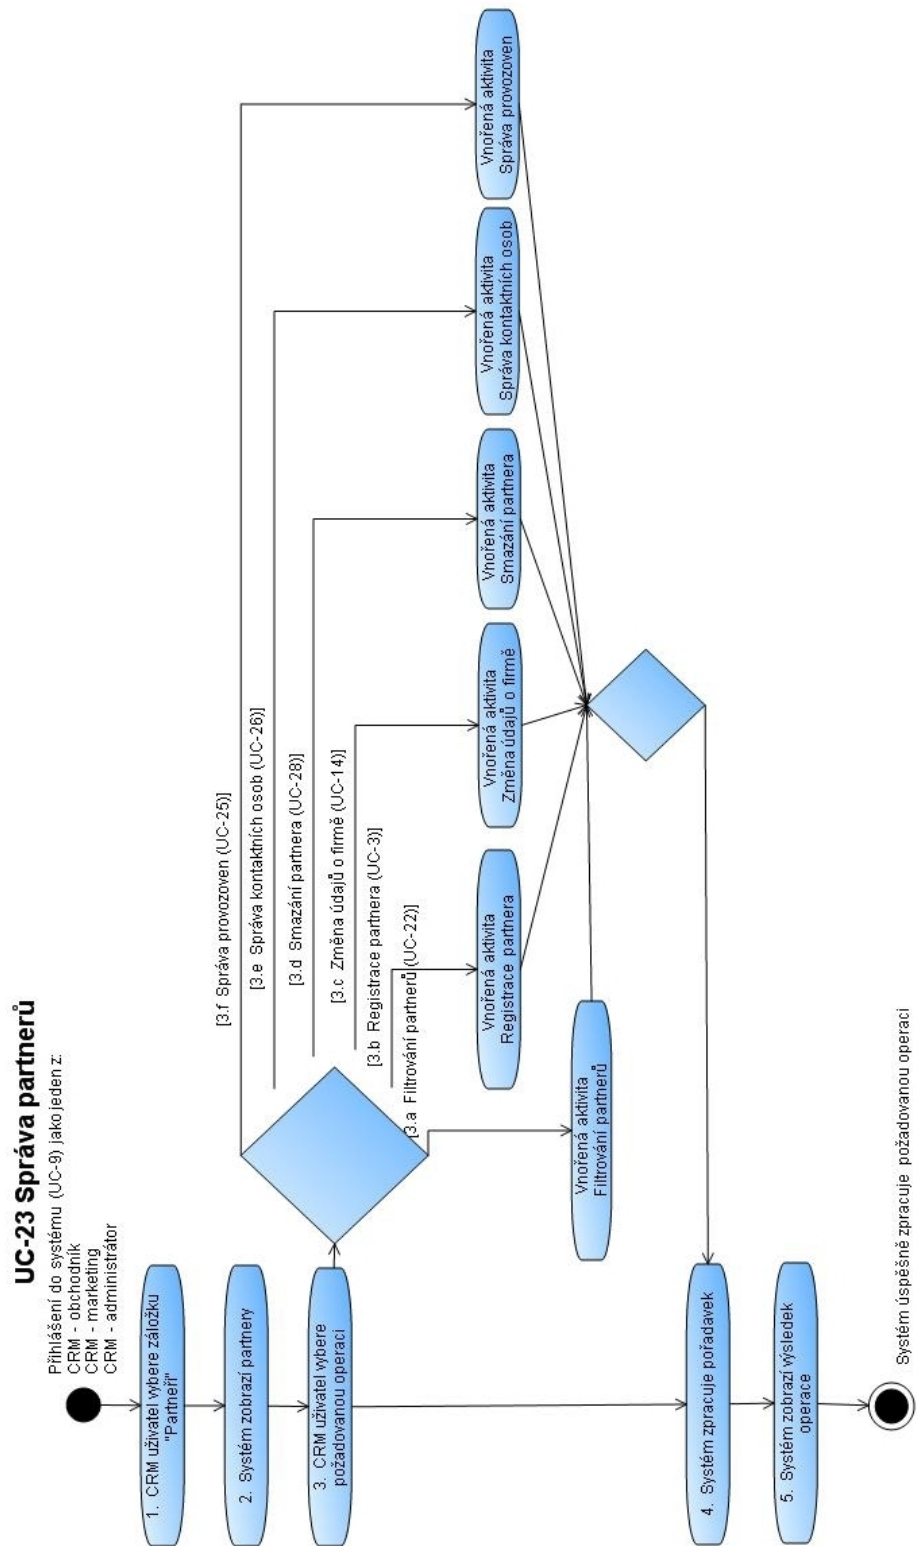 UC-23 Správa partnerů
Přihlášení do systému (UC-9) jako jeden z:
CRM - obchodník
CRM - marketing
CRM - administrátor
1. CRM uživatel vybere záložku
"Partneři"
2. Systém zobrazí partnery
3. CRM uživatel vybere
požadovanou operaci
[3.f Správa provozoven (UC-25)]
[3.e Správa kontaktních osob (UC-26)]
[3.d Smazání partnera (UC-28)]
[3.c Změna údajů o firmě (UC-14)]
[3.b Registrace partnera (UC-3)]
[3.a Filtrování partnerů (UC-22)]
Vnořená aktivita
Filtrování partnerů
Vnořená aktivita
Registrace partnera
Vnořená aktivita
Změna údajů o firmě
Vnořená aktivita
Smazání partnera
Vnořená aktivita
Správa kontaktních osob
Vnořená aktivita
Správa provozoven
4. Systém zpracuje pořadavek
5. Systém zobrazí výsledek
operace
Systém úspěšně zpracuje požadovanou operaci